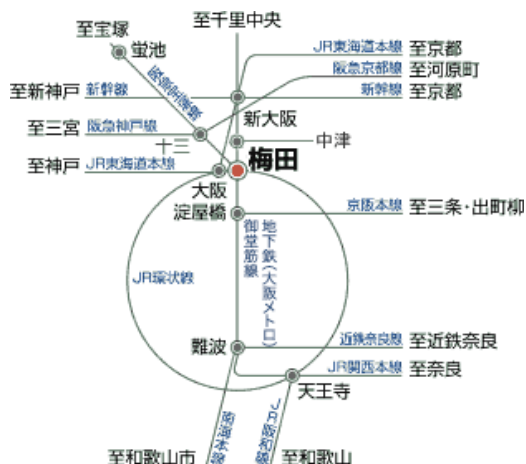 至千里中央
至宝塚
蛍池
JR東海道本線
至京都
阪急京都線
至河原町
至新神戸
新幹線
新幹線
至京都
新大阪
至三宮
阪急神戸線
十三
中津
至神戸
JR東海道本線
梅田
大阪
淀屋橋
京阪本線
至三条・出町柳
地下鉄(大阪メトロ)
御堂筋線
JR環状線
難波
近鉄奈良線
至近鉄奈良
JR関西本線
至奈良
天王寺
南海本線
JR阪和線
至和歌山市
至和歌山